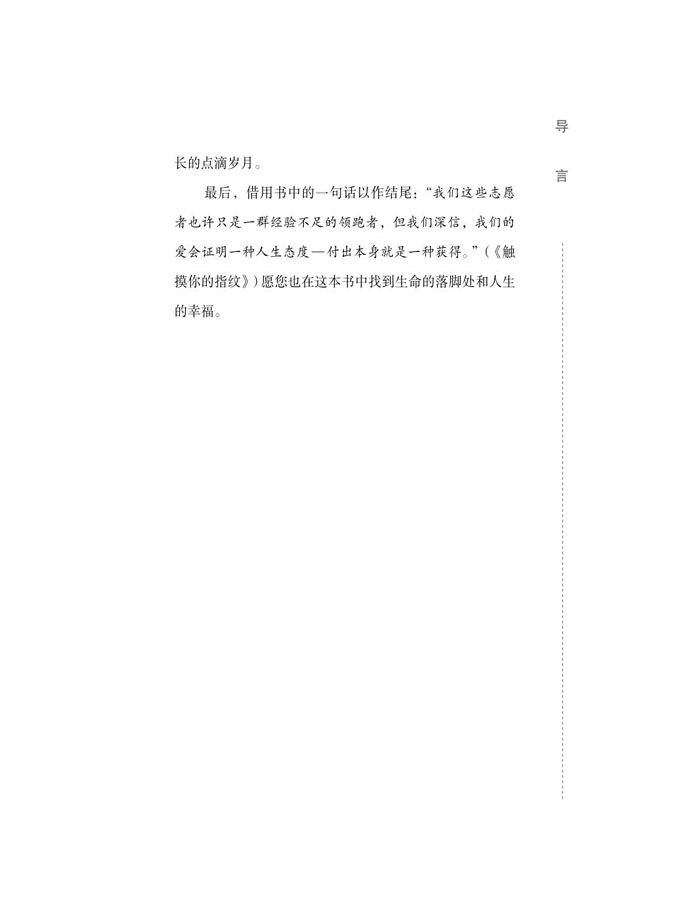 导
言
长的点滴岁月。
最后，借用书中的一句话以作结尾：“我们这些志愿
者也许只是一群经验不足的领跑者，但我们深信，我们的
爱会证明一种人生态度—付出本身就是一种获得。”(《触
摸你的指纹》)愿您也在这本书中找到生命的落脚处和人生
的幸福。